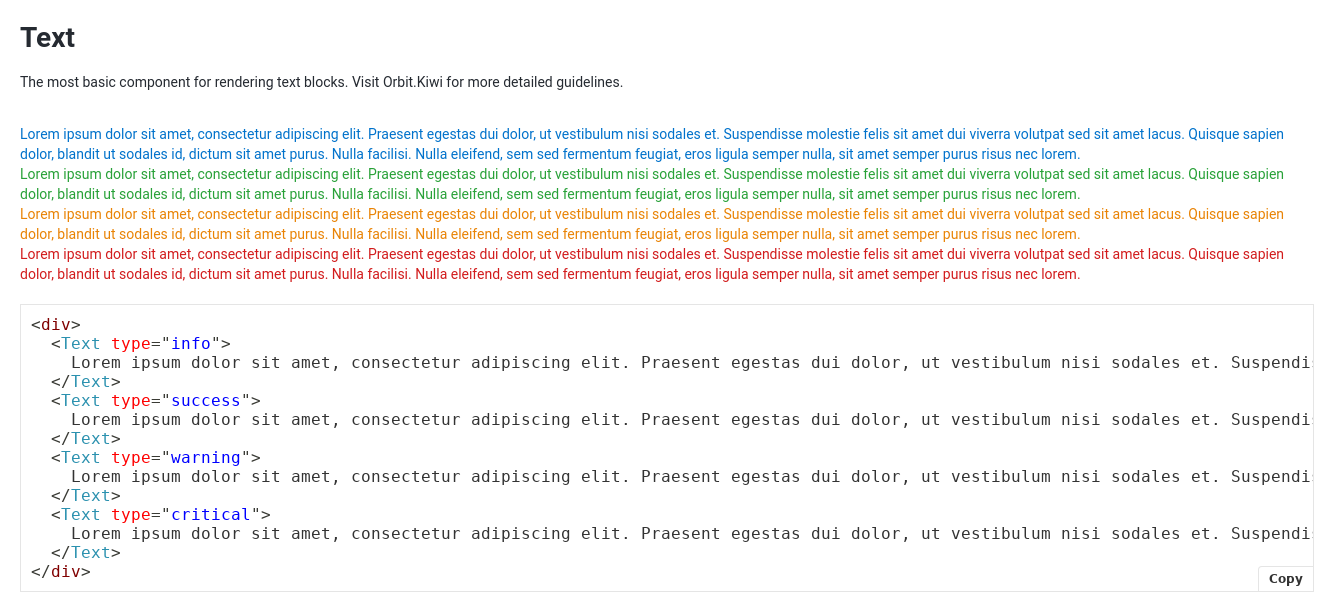 Text
The most basic component for rendering text blocks. Visit Orbit.Kiwi for more detailed guidelines.
Lorem ipsum dolor sit amet, consectetur adipiscing elit. Praesent egestas dui dolor, ut vestibulum nisi sodales et. Suspendisse molestie felis sit amet dui viverra volutpat sed sit amet lacus. Quisque sapien
dolor, blandit ut sodales id, dictum sit amet purus. Nulla facilisi. Nulla eleifend, sem sed fermentum feugiat, eros ligula semper nulla, sit amet semper purus risus nec lorem.
Lorem ipsum dolor sit amet, consectetur adipiscing elit. Praesent egestas dui dolor, ut vestibulum nisi sodales et. Suspendisse molestie felis sit amet dui viverra volutpat sed sit amet lacus. Quisque sapien
dolor, blandit ut sodales id, dictum sit amet purus. Nulla facilisi. Nulla eleifend, sem sed fermentum feugiat, eros ligula semper nulla, sit amet semper purus risus nec lorem.
Lorem ipsum dolor sit amet, consectetur adipiscing elit. Praesent egestas dui dolor, ut vestibulum nisi sodales et. Suspendisse molestie felis sit amet dui viverra volutpat sed sit amet lacus. Quisque sapien
dolor, blandit ut sodales id, dictum sit amet purus. Nulla facilisi. Nulla eleifend, sem sed fermentum feugiat, eros ligula semper nulla, sit amet semper purus risus nec lorem.
Lorem ipsum dolor sit amet, consectetur adipiscing elit. Praesent egestas dui dolor, ut vestibulum nisi sodales et. Suspendisse molestie felis sit amet dui viverra volutpat sed sit amet lacus. Quisque sapien
dolor, blandit ut sodales id, dictum sit amet purus. Nulla facilisi. Nulla eleifend, sem sed fermentum feugiat, eros ligula semper nulla, sit amet semper purus risus nec lorem.
<div>
  <Text type="info">
    Lorem ipsum dolor sit amet, consectetur adipiscing elit. Praesent egestas dui dolor, ut vestibulum nisi sodales et. Suspendis
  </Text>
  <Text type="success">
    Lorem ipsum dolor sit amet, consectetur adipiscing elit. Praesent egestas dui dolor, ut vestibulum nisi sodales et. Suspendis
  </Text>
  <Text type="warning">
    Lorem ipsum dolor sit amet, consectetur adipiscing elit. Praesent egestas dui dolor, ut vestibulum nisi sodales et. Suspendis
  </Text>
  <Text type="critical">
    Lorem ipsum dolor sit amet, consectetur adipiscing elit. Praesent egestas dui dolor, ut vestibulum nisi sodales et. Suspendis
  </Text>
</div>
Copy